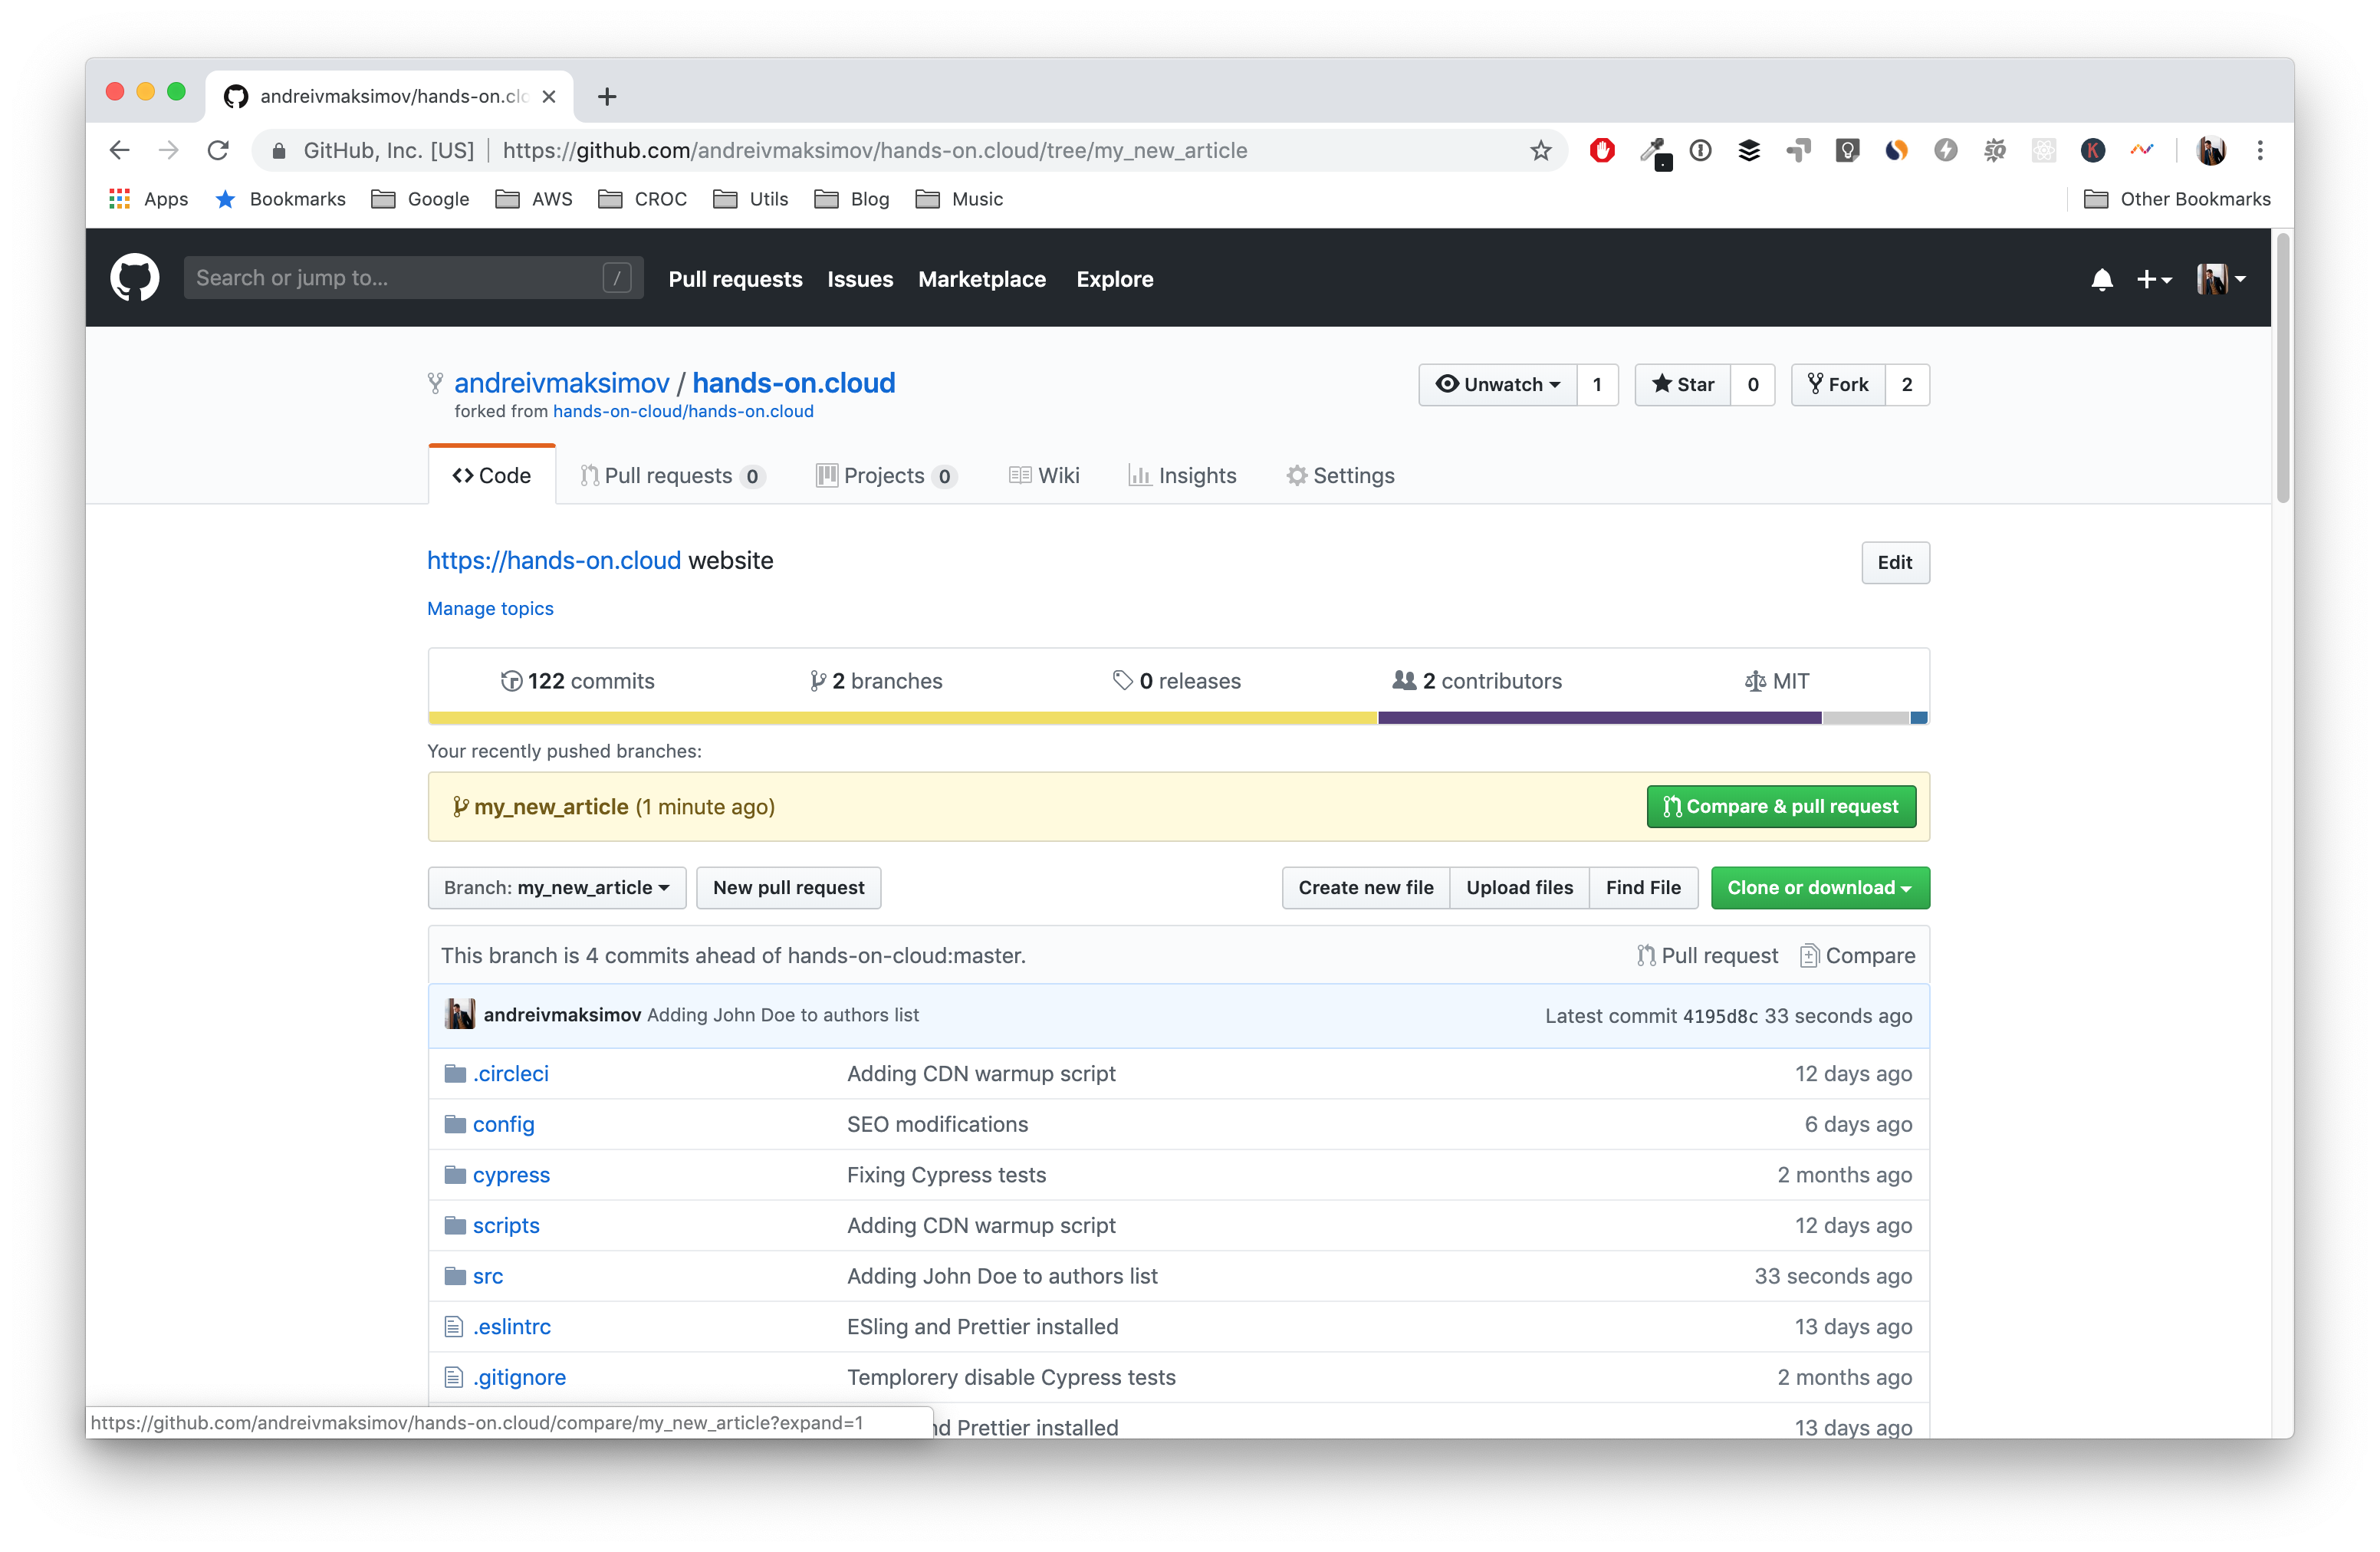 andreivmaksimov/hands-on.clo
GitHub, Inc. [US] https://github.com/andreivmaksimov/hands-on.cloud/tree/my_new_article
Apps Bookmarks Google AWS CROC Utils Blog Music Other Bookmarks
Search or jump to... / Pull requests Issues Marketplace Explore
andreivmaksimov / hands-on.cloud Unwatch 1 Star 0 Fork 2
forked from hands-on-cloud/hands-on.cloud
Code Pull requests 0 Projects 0 Wiki Insights Settings
https://hands-on.cloud website Edit
Manage topics
122 commits 2 branches 0 releases 2 contributors MIT
Your recently pushed branches:
my_new_article (1 minute ago) Compare & pull request
Branch: my_new_article New pull request Create new file Upload files Find File Clone or download
This branch is 4 commits ahead of hands-on-cloud:master. Pull request Compare
andreivmaksimov Adding John Doe to authors list Latest commit 4195d8c 33 seconds ago
.circleci Adding CDN warmup script 12 days ago
config SEO modifications 6 days ago
cypress Fixing Cypress tests 2 months ago
scripts Adding CDN warmup script 12 days ago
src Adding John Doe to authors list 33 seconds ago
.eslintrc ESling and Prettier installed 13 days ago
.gitignore Templorery disable Cypress tests 2 months ago
https://github.com/andreivmaksimov/hands-on.cloud/compare/my_new_article?expand=1 nd Prettier installed 13 days ago